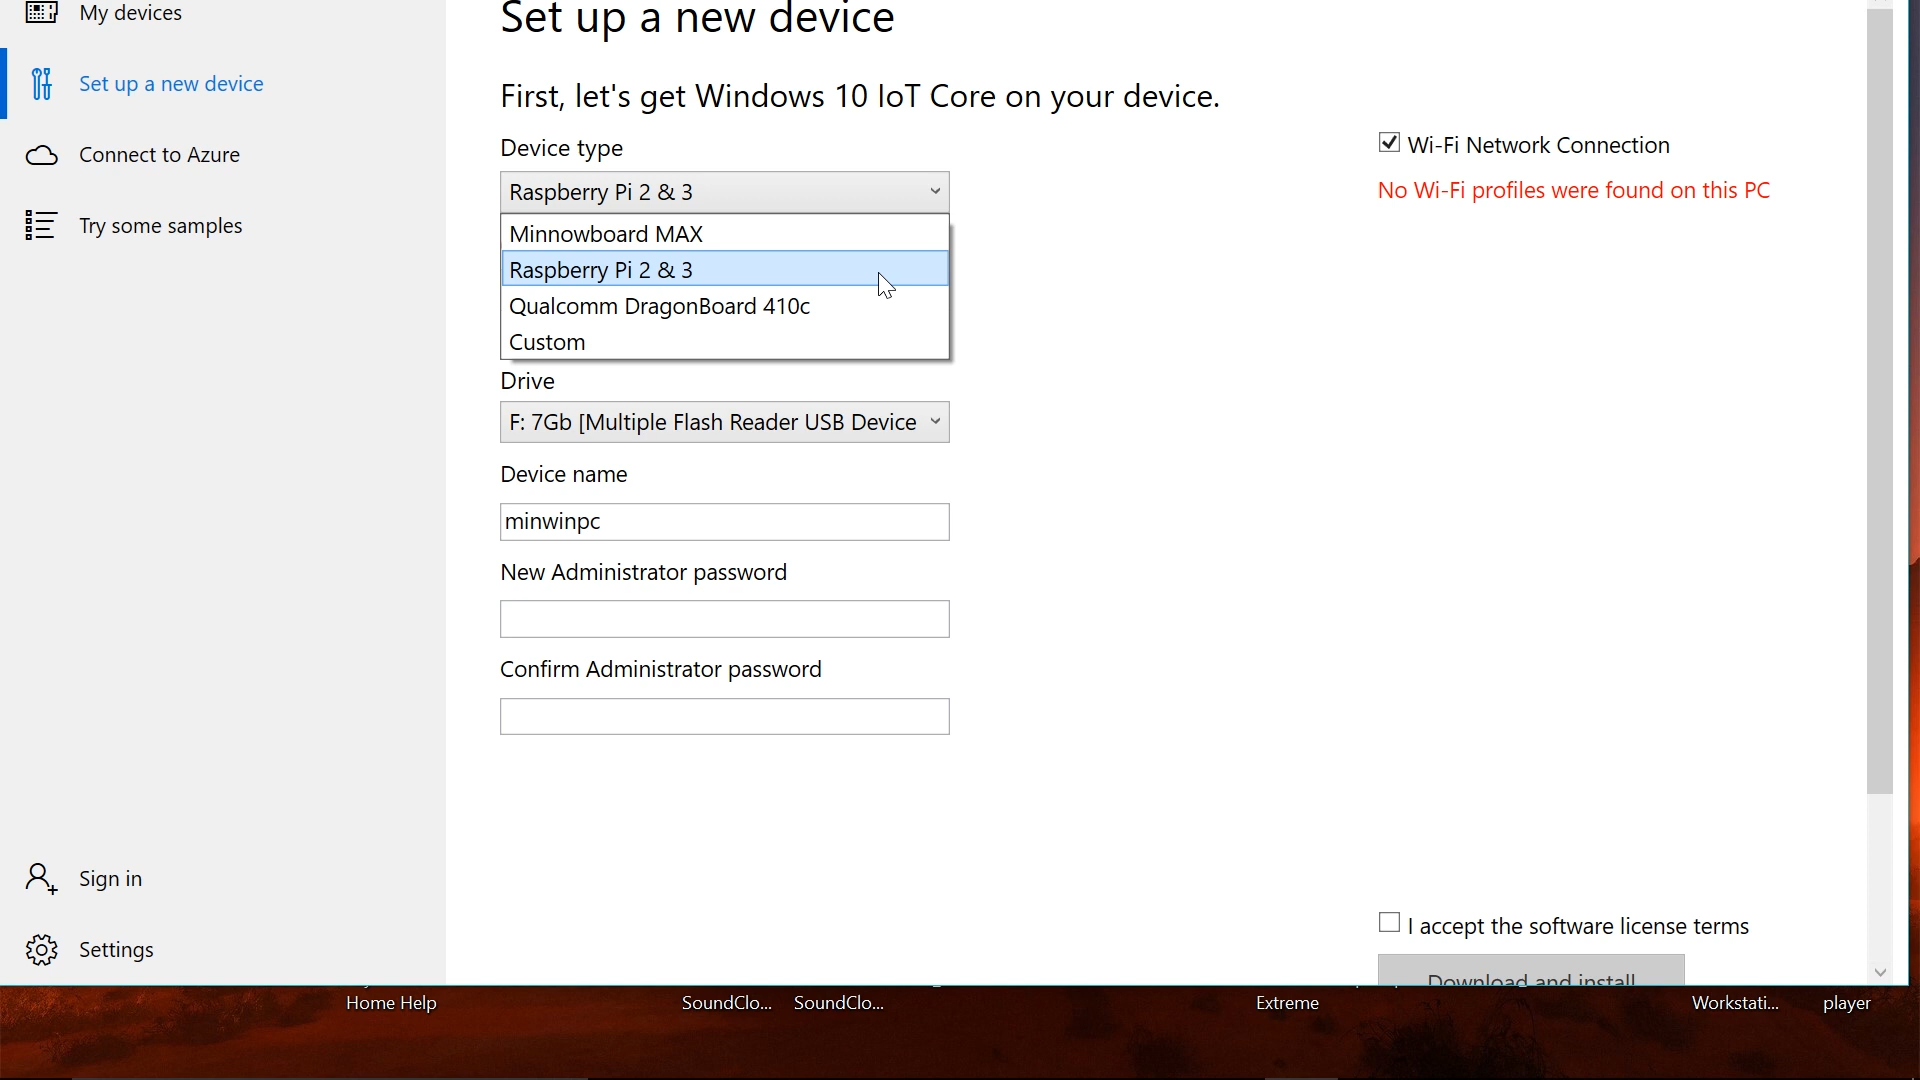 My devices
Set up a new device
Connect to Azure
Try some samples
Sign in
Settings
Set up a new device
First, let's get Windows 10 IoT Core on your device.
Device type
Raspberry Pi 2 & 3
Minnowboard MAX
Raspberry Pi 2 & 3
Qualcomm DragonBoard 410c
Custom
Drive
F: 7Gb [Multiple Flash Reader USB Device
Device name
minwinpc
New Administrator password
Confirm Administrator password
Wi-Fi Network Connection
No Wi-Fi profiles were found on this PC
I accept the software license terms
Download and install
Home Help
SoundClo...
SoundClo...
Extreme
Workstati...
player